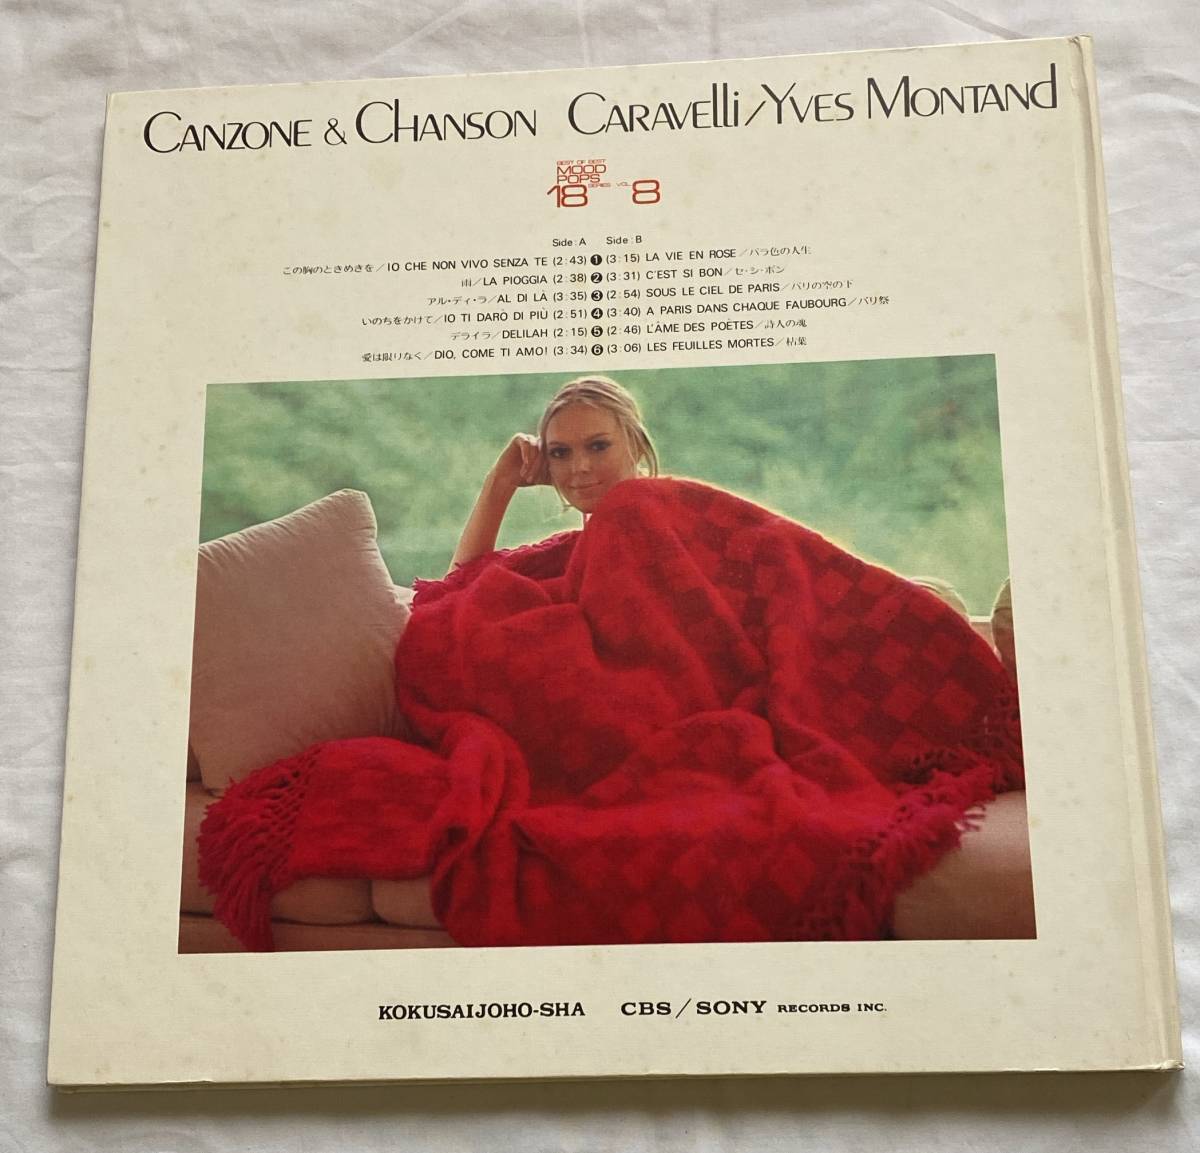 CANZONE & CHANSON CARAVELLI/YVES MONTAND
BEST OF BEST
MOOD
POPS
18 SERIES VOL. 8
Side: A Side: B
この胸のときめきを/IO CHE NON VIVO SENZA TE (2:43) ❶ (3:15) LA VIE EN ROSE/バラ色の人生
雨/LA PIOGGIA (2:38) ❷ (3:31) C'EST SI BON/セ・シ・ボン
アル・ディ・ラ/AL DI LÀ (3:35) ❸ (2:54) SOUS LE CIEL DE PARIS/パリの空の下
いのちをかけて/IO TI DARÒ DI PIÙ (2:51) ❹ (3:40) A PARIS DANS CHAQUE FAUBOURG/パリ祭
デライラ/DELILAH (2:15) ❺ (2:46) L'ÂME DES POÈTES/詩人の魂
愛は限りなく/DIO, COME TI AMO! (3:34) ❻ (3:06) LES FEUILLES MORTES/枯葉
KOKUSAIJOHO-SHA CBS/SONY RECORDS INC.